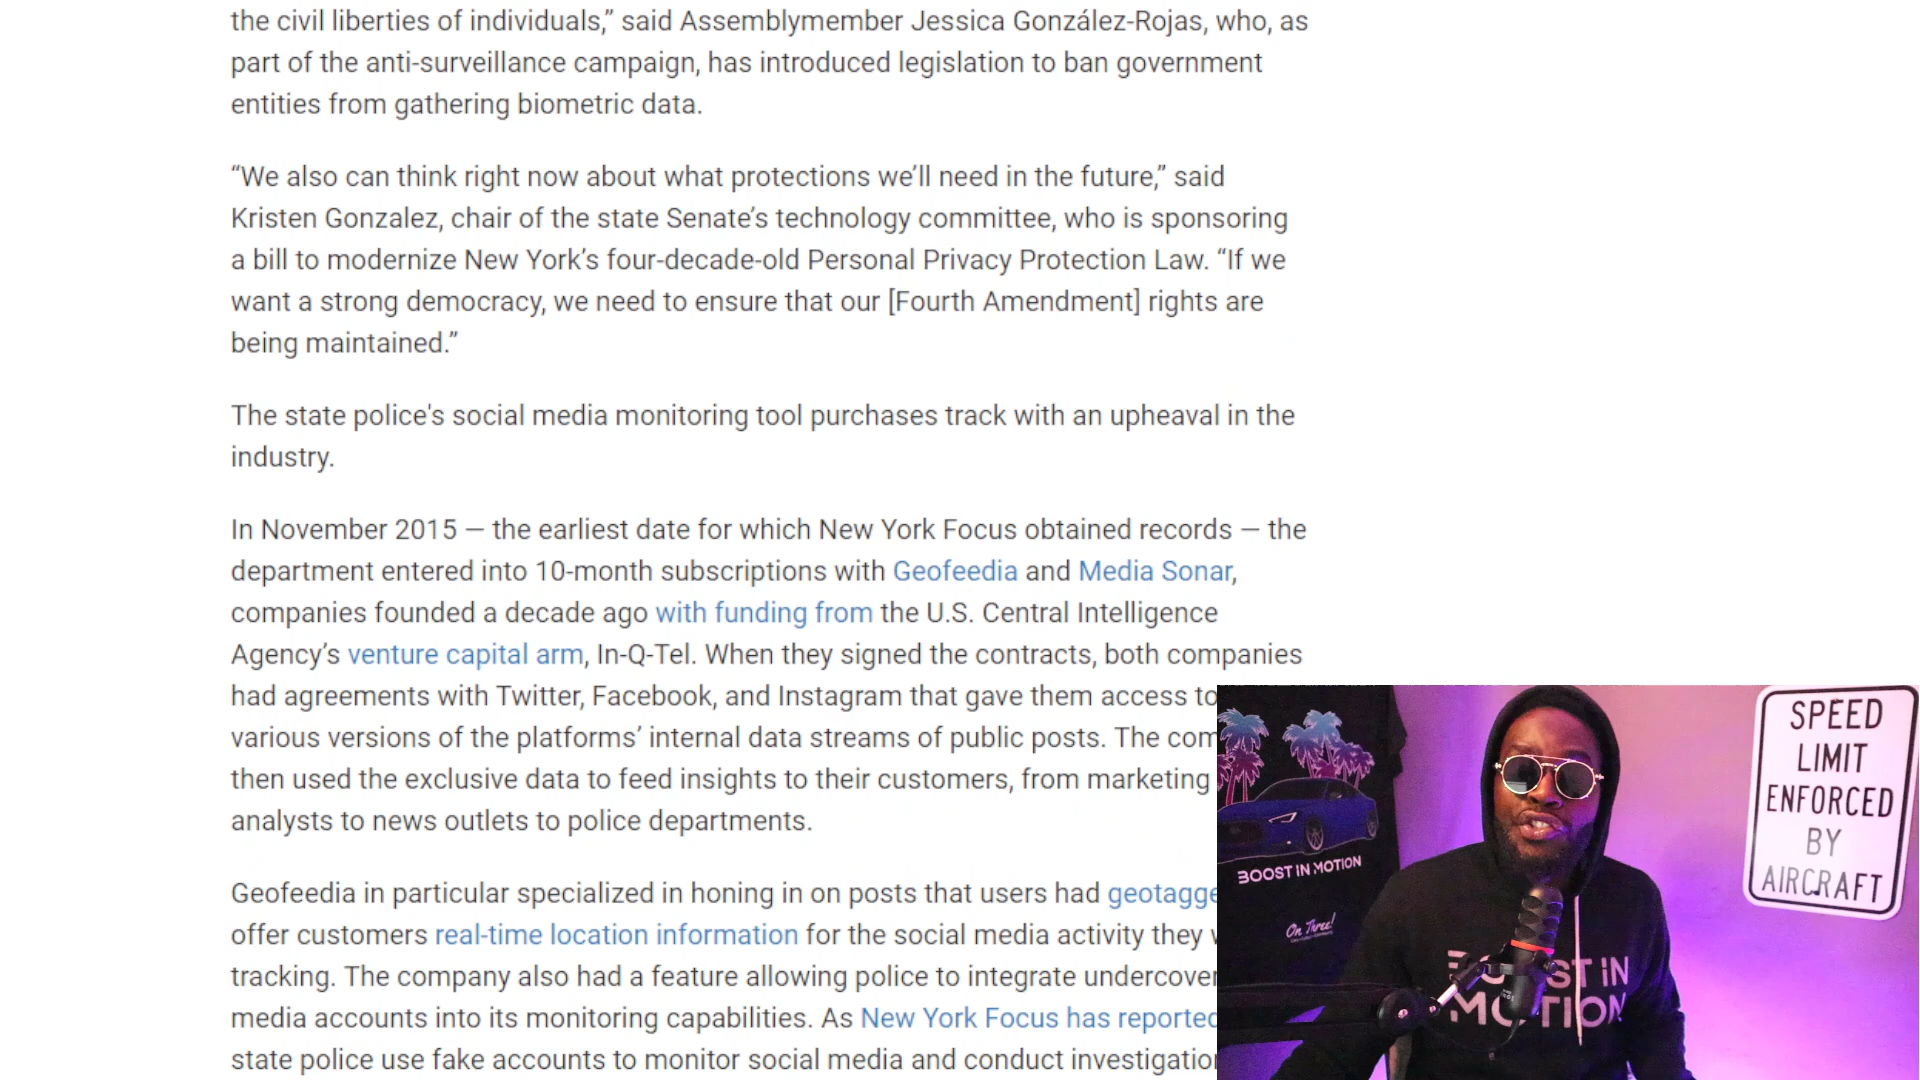 the civil liberties of individuals,” said Assemblymember Jessica González-Rojas, who, as
part of the anti-surveillance campaign, has introduced legislation to ban government
entities from gathering biometric data.
“We also can think right now about what protections we’ll need in the future,” said
Kristen Gonzalez, chair of the state Senate’s technology committee, who is sponsoring
a bill to modernize New York’s four-decade-old Personal Privacy Protection Law. “If we
want a strong democracy, we need to ensure that our [Fourth Amendment] rights are
being maintained.”
The state police's social media monitoring tool purchases track with an upheaval in the
industry.
In November 2015 — the earliest date for which New York Focus obtained records — the
department entered into 10-month subscriptions with Geofeedia and Media Sonar,
companies founded a decade ago with funding from the U.S. Central Intelligence
Agency’s venture capital arm, In-Q-Tel. When they signed the contracts, both companies
had agreements with Twitter, Facebook, and Instagram that gave them access to
various versions of the platforms’ internal data streams of public posts. The com
then used the exclusive data to feed insights to their customers, from marketing
analysts to news outlets to police departments.
Geofeedia in particular specialized in honing in on posts that users had geotagge
offer customers real-time location information for the social media activity they
tracking. The company also had a feature allowing police to integrate undercover
media accounts into its monitoring capabilities. As New York Focus has reported
state police use fake accounts to monitor social media and conduct investigation
SPEED
LIMIT
ENFORCED
BY
AIRCRAFT
BOOST IN MOTION
On Three!
ST IN
MOTION